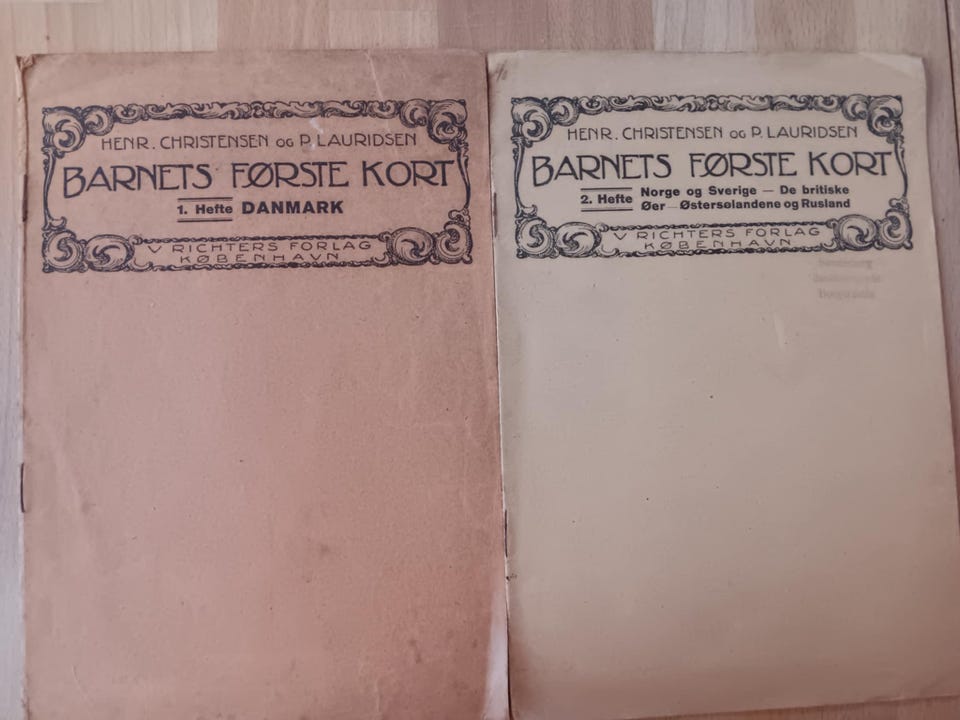 HENR. CHRISTENSEN OG P. LAURIDSEN
BARNETS FØRSTE KORT
1. Hefte DANMARK
V RICHTERS FORLAG
KØBENHAVN
HENR. CHRISTENSEN OG P. LAURIDSEN
BARNETS FØRSTE KORT
2. Hefte Norge og Sverige — De britiske
Øer — Østersølandene og Rusland
V RICHTERS FORLAG
KØBENHAVN